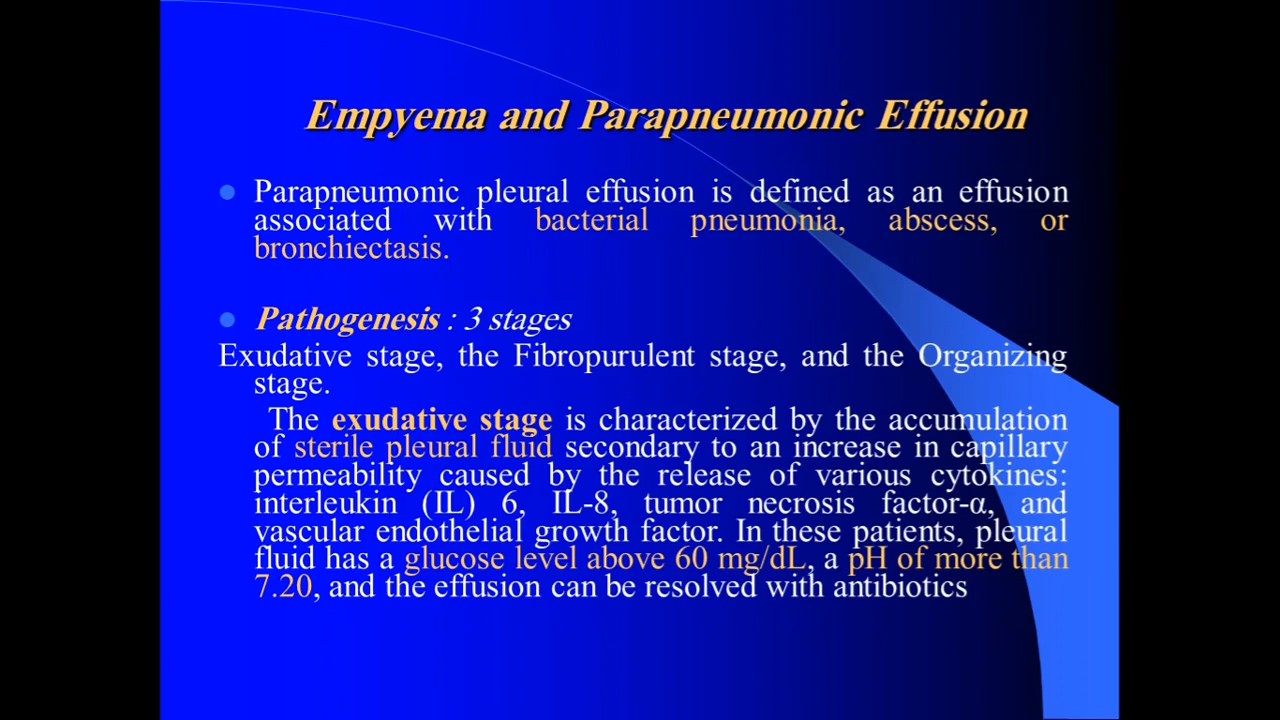 Empyema and Parapneumonic Effusion
Parapneumonic pleural effusion is defined as an effusion
associated with bacterial pneumonia, abscess, or
bronchiectasis.
Pathogenesis : 3 stages
Exudative stage, the Fibropurulent stage, and the Organizing
stage.
The exudative stage is characterized by the accumulation
of sterile pleural fluid secondary to an increase in capillary
permeability caused by the release of various cytokines:
interleukin (IL) 6, IL-8, tumor necrosis factor-α, and
vascular endothelial growth factor. In these patients, pleural
fluid has a glucose level above 60 mg/dL, a pH of more than
7.20, and the effusion can be resolved with antibiotics